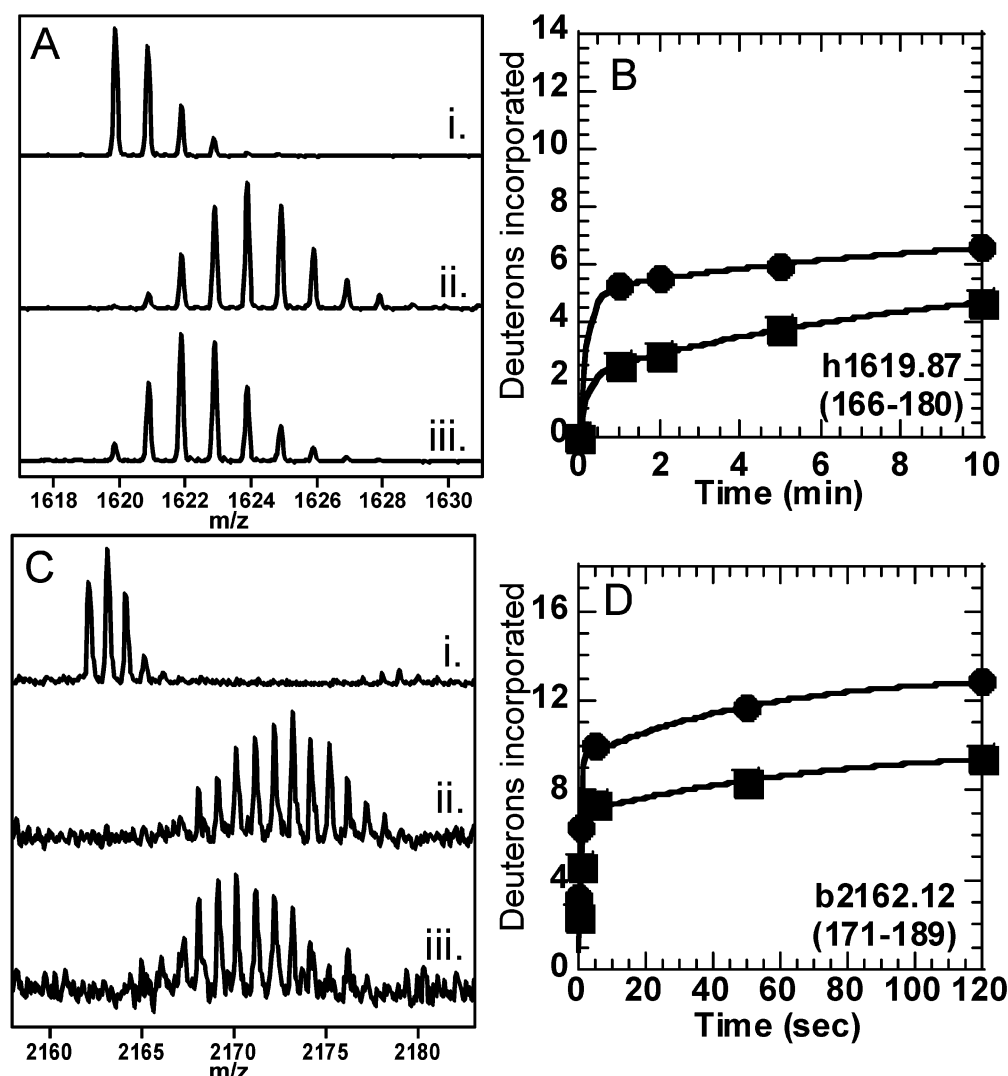 A
i.
ii.
iii.
1618 1620 1622 1624 1626 1628 1630
m/z
B
Deuterons incorporated
14
12
10
8
6
4
2
0
h1619.87
(166-180)
0 2 4 6 8 10
Time (min)
C
i.
ii.
iii.
2160 2165 2170 2175 2180
m/z
D
Deuterons incorporated
16
12
8
4
0
b2162.12
(171-189)
0 20 40 60 80 100 120
Time (sec)